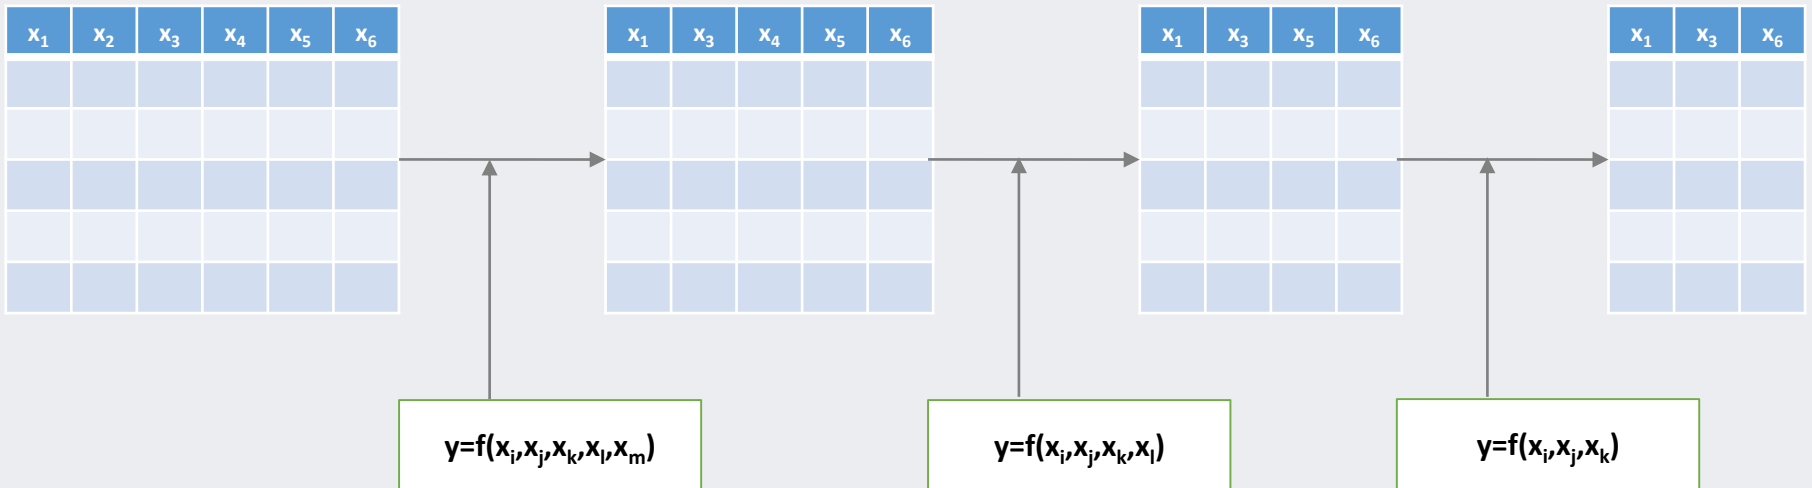 x₁ x₂ x₃ x₄ x₅ x₆
x₁ x₃ x₄ x₅ x₆
x₁ x₃ x₅ x₆
x₁ x₃ x₆
y=f(xᵢ,xⱼ,xₖ,xₗ,xₘ)
y=f(xᵢ,xⱼ,xₖ,xₗ)
y=f(xᵢ,xⱼ,xₖ)